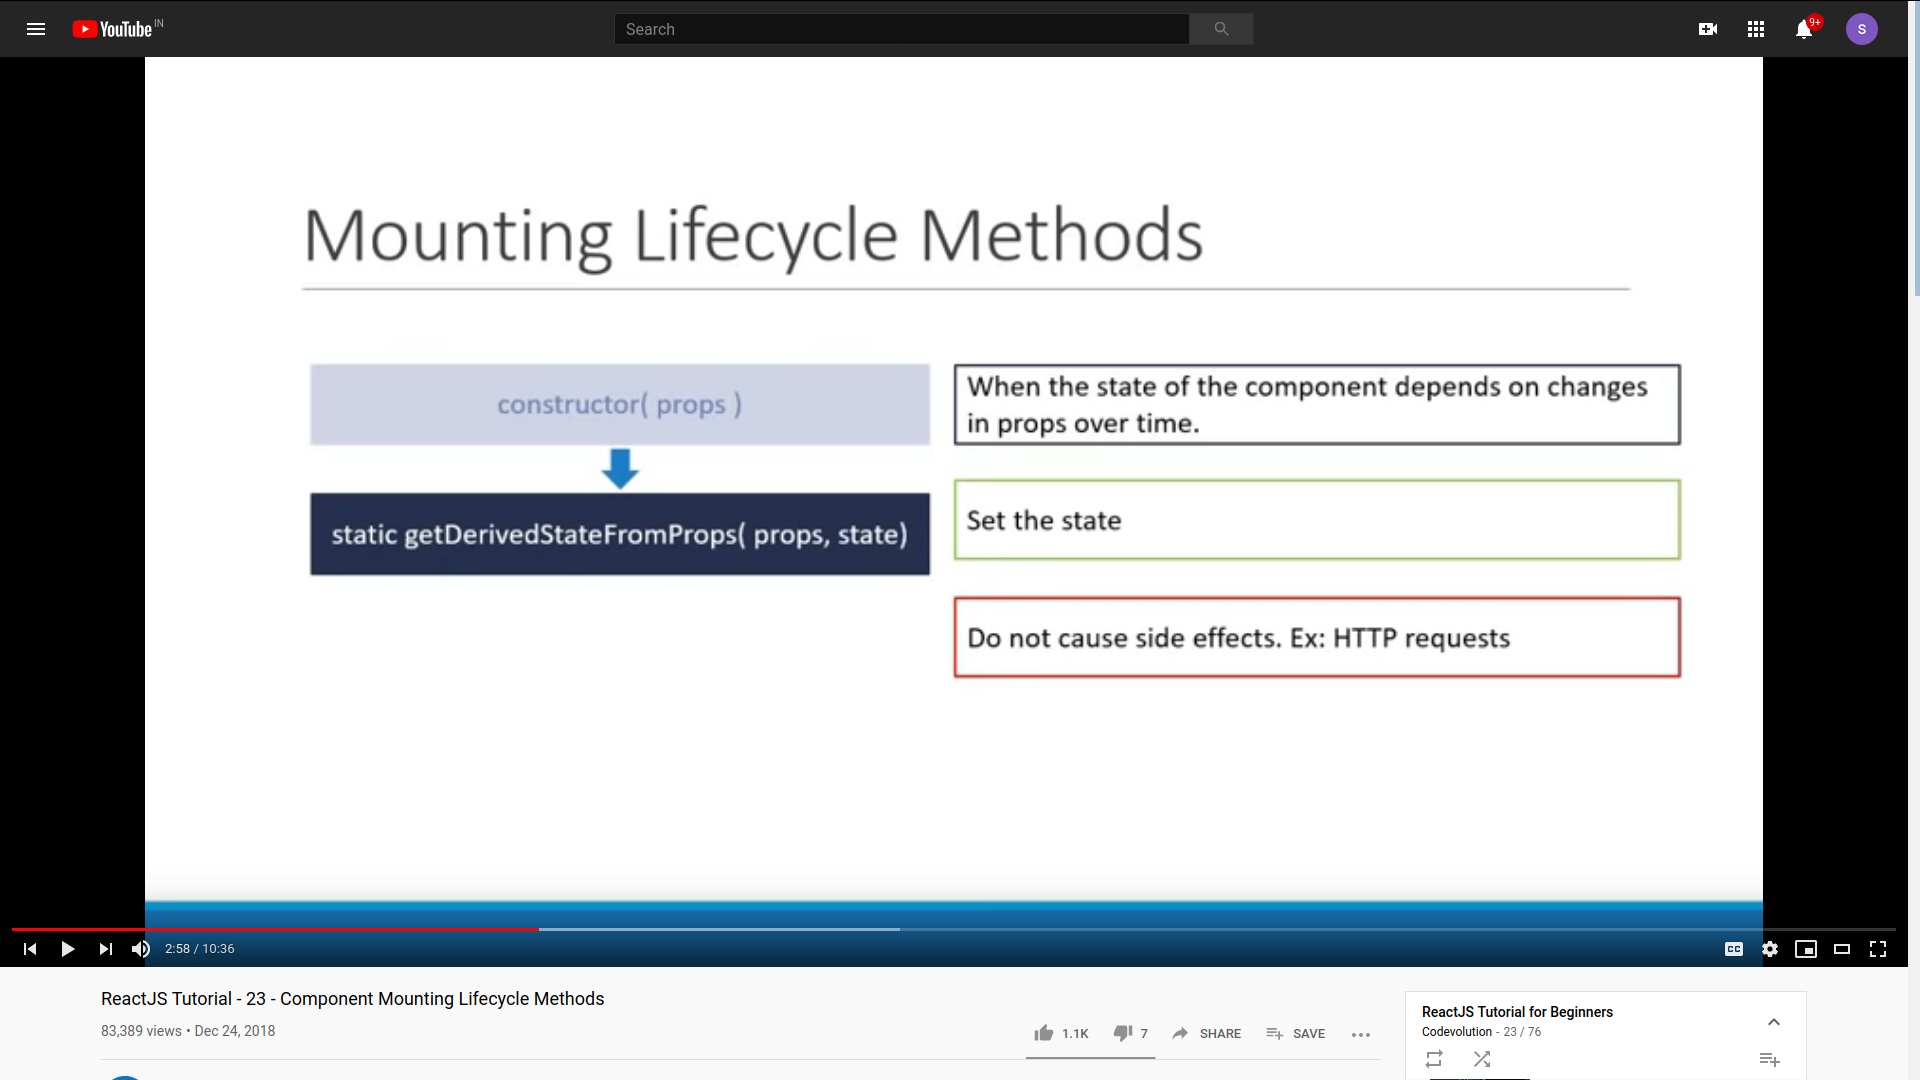 YouTube IN
Search
9+
S
Mounting Lifecycle Methods
constructor( props )
When the state of the component depends on changes
in props over time.
static getDerivedStateFromProps( props, state)
Set the state
Do not cause side effects. Ex: HTTP requests
2:58 / 10:36
CC
ReactJS Tutorial - 23 - Component Mounting Lifecycle Methods
83,389 views • Dec 24, 2018
1.1K
7
SHARE
SAVE
ReactJS Tutorial for Beginners
Codevolution - 23 / 76